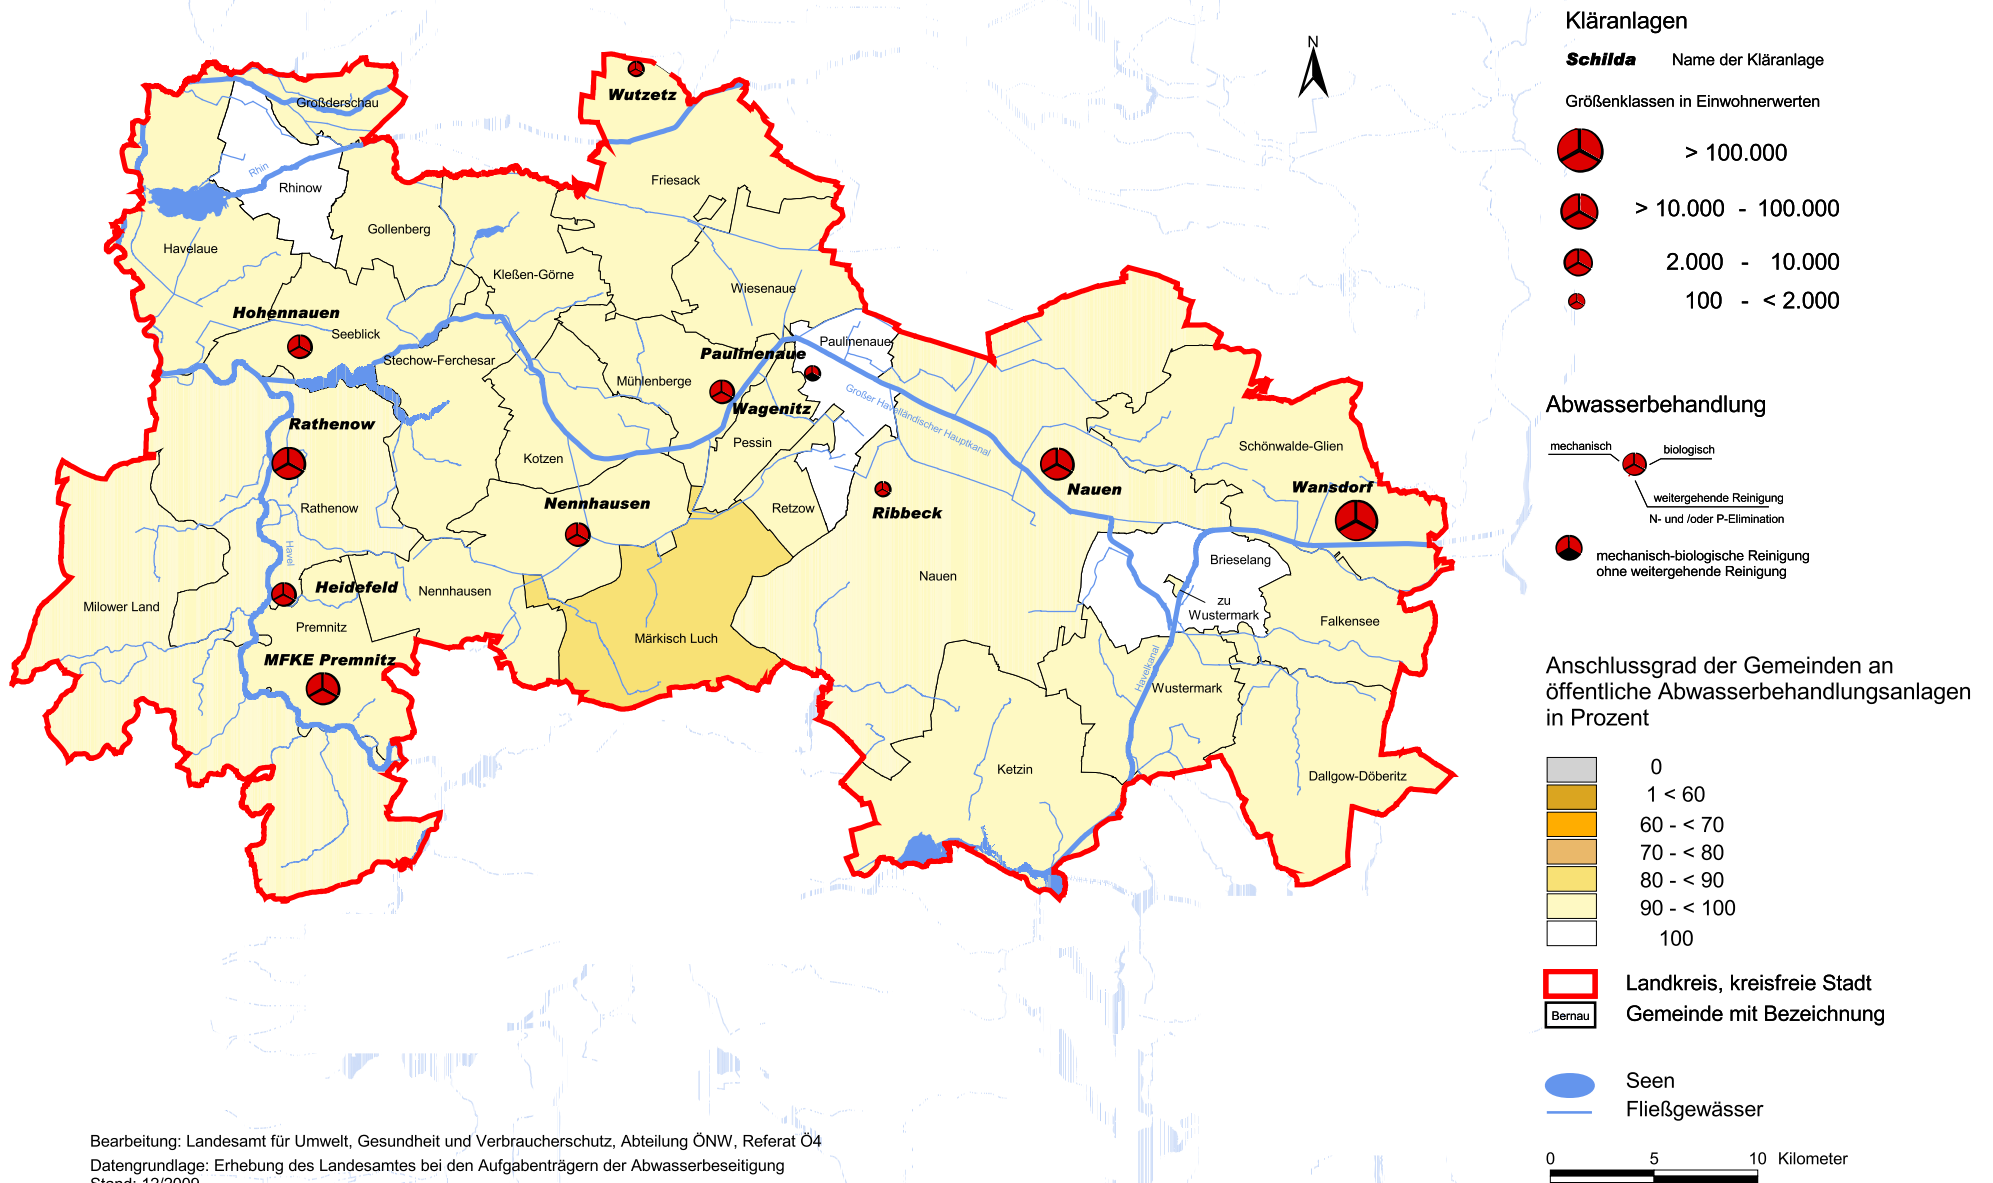 Großderschau
Wutzetz
N
Rhin
Rhinow
Friesack
Gollenberg
Havelaue
Kleßen-Görne
Wiesenaue
Hohennauen
Seeblick
Stechow-Ferchesar
Paulinenaue
Paulinenaue
Mühlenberge
Wagenitz
Großer Havelländischer Hauptkanal
Rathenow
Pessin
Kotzen
Schönwalde-Glien
Nauen
Wansdorf
Nennhausen
Rathenow
Retzow
Ribbeck
Havel
Brieselang
Heidefeld
Nennhausen
Nauen
Milower Land
zu
Wustermark
Premnitz
Märkisch Luch
Falkensee
MFKE Premnitz
Havelkanal
Wustermark
Ketzin
Dallgow-Döberitz
Kläranlagen
Schilda Name der Kläranlage
Größenklassen in Einwohnerwerten
> 100.000
> 10.000 - 100.000
2.000 - 10.000
100 - < 2.000
Abwasserbehandlung
mechanisch biologisch
weitergehende Reinigung
N- und /oder P-Elimination
mechanisch-biologische Reinigung
ohne weitergehende Reinigung
Anschlussgrad der Gemeinden an
öffentliche Abwasserbehandlungsanlagen
in Prozent
0
1 < 60
60 - < 70
70 - < 80
80 - < 90
90 - < 100
100
Landkreis, kreisfreie Stadt
Bernau Gemeinde mit Bezeichnung
Seen
Fließgewässer
0 5 10 Kilometer
Bearbeitung: Landesamt für Umwelt, Gesundheit und Verbraucherschutz, Abteilung ÖNW, Referat Ö4
Datengrundlage: Erhebung des Landesamtes bei den Aufgabenträgern der Abwasserbeseitigung
Stand: 12/2009